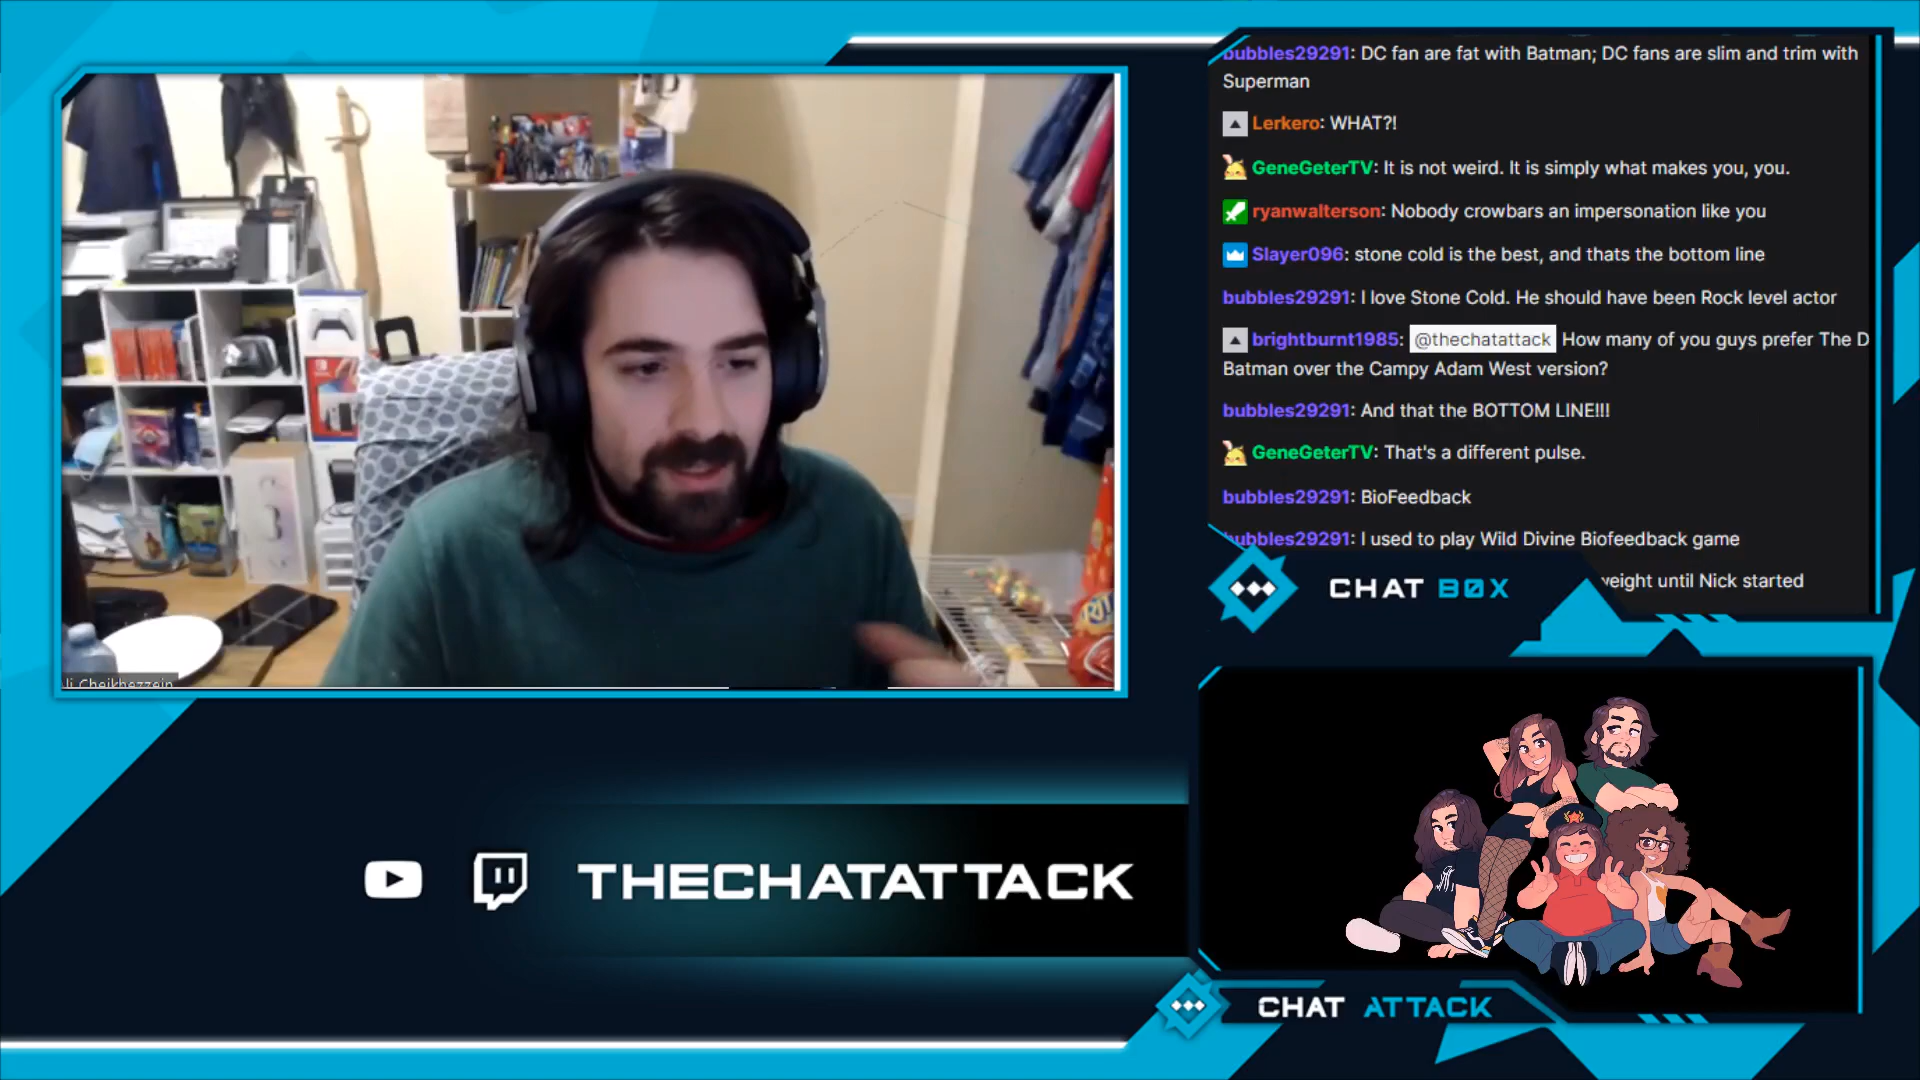 bubbles29291: DC fan are fat with Batman; DC fans are slim and trim with
Superman
Lerkero: WHAT?!
GeneGeterTV: It is not weird. It is simply what makes you, you.
ryanwalterson: Nobody crowbars an impersonation like you
Slayer096: stone cold is the best, and thats the bottom line
bubbles29291: I love Stone Cold. He should have been Rock level actor
brightburnt1985: @thechatattack How many of you guys prefer The D
Batman over the Campy Adam West version?
bubbles29291: And that the BOTTOM LINE!!!
GeneGeterTV: That's a different pulse.
bubbles29291: BioFeedback
bubbles29291: I used to play Wild Divine Biofeedback game
weight until Nick started
CHAT B0X
li Cheikhezzein
RITZ
THECHATATTACK
CHAT ATTACK